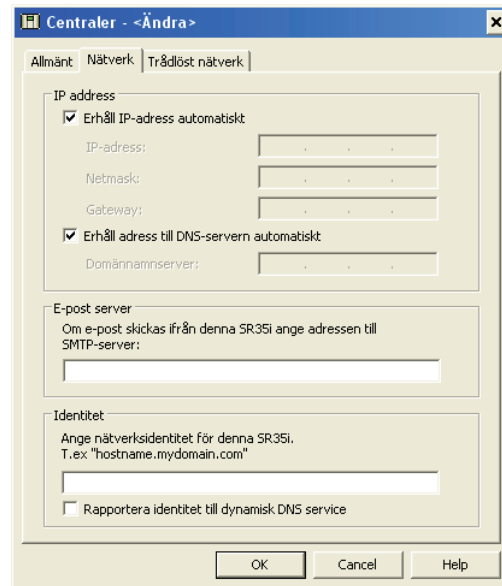 Centraler - <Ändra>
Allmänt Nätverk Trådlöst nätverk
IP address
Erhåll IP-adress automatiskt
IP-adress:
Netmask:
Gateway:
Erhåll adress till DNS-servern automatiskt
Domännamnserver:
E-post server
Om e-post skickas ifrån denna SR35i ange adressen till
SMTP-server:
Identitet
Ange nätverksidentitet för denna SR35i.
T.ex "hostname.mydomain.com"
Rapportera identitet till dynamisk DNS service
OK Cancel Help